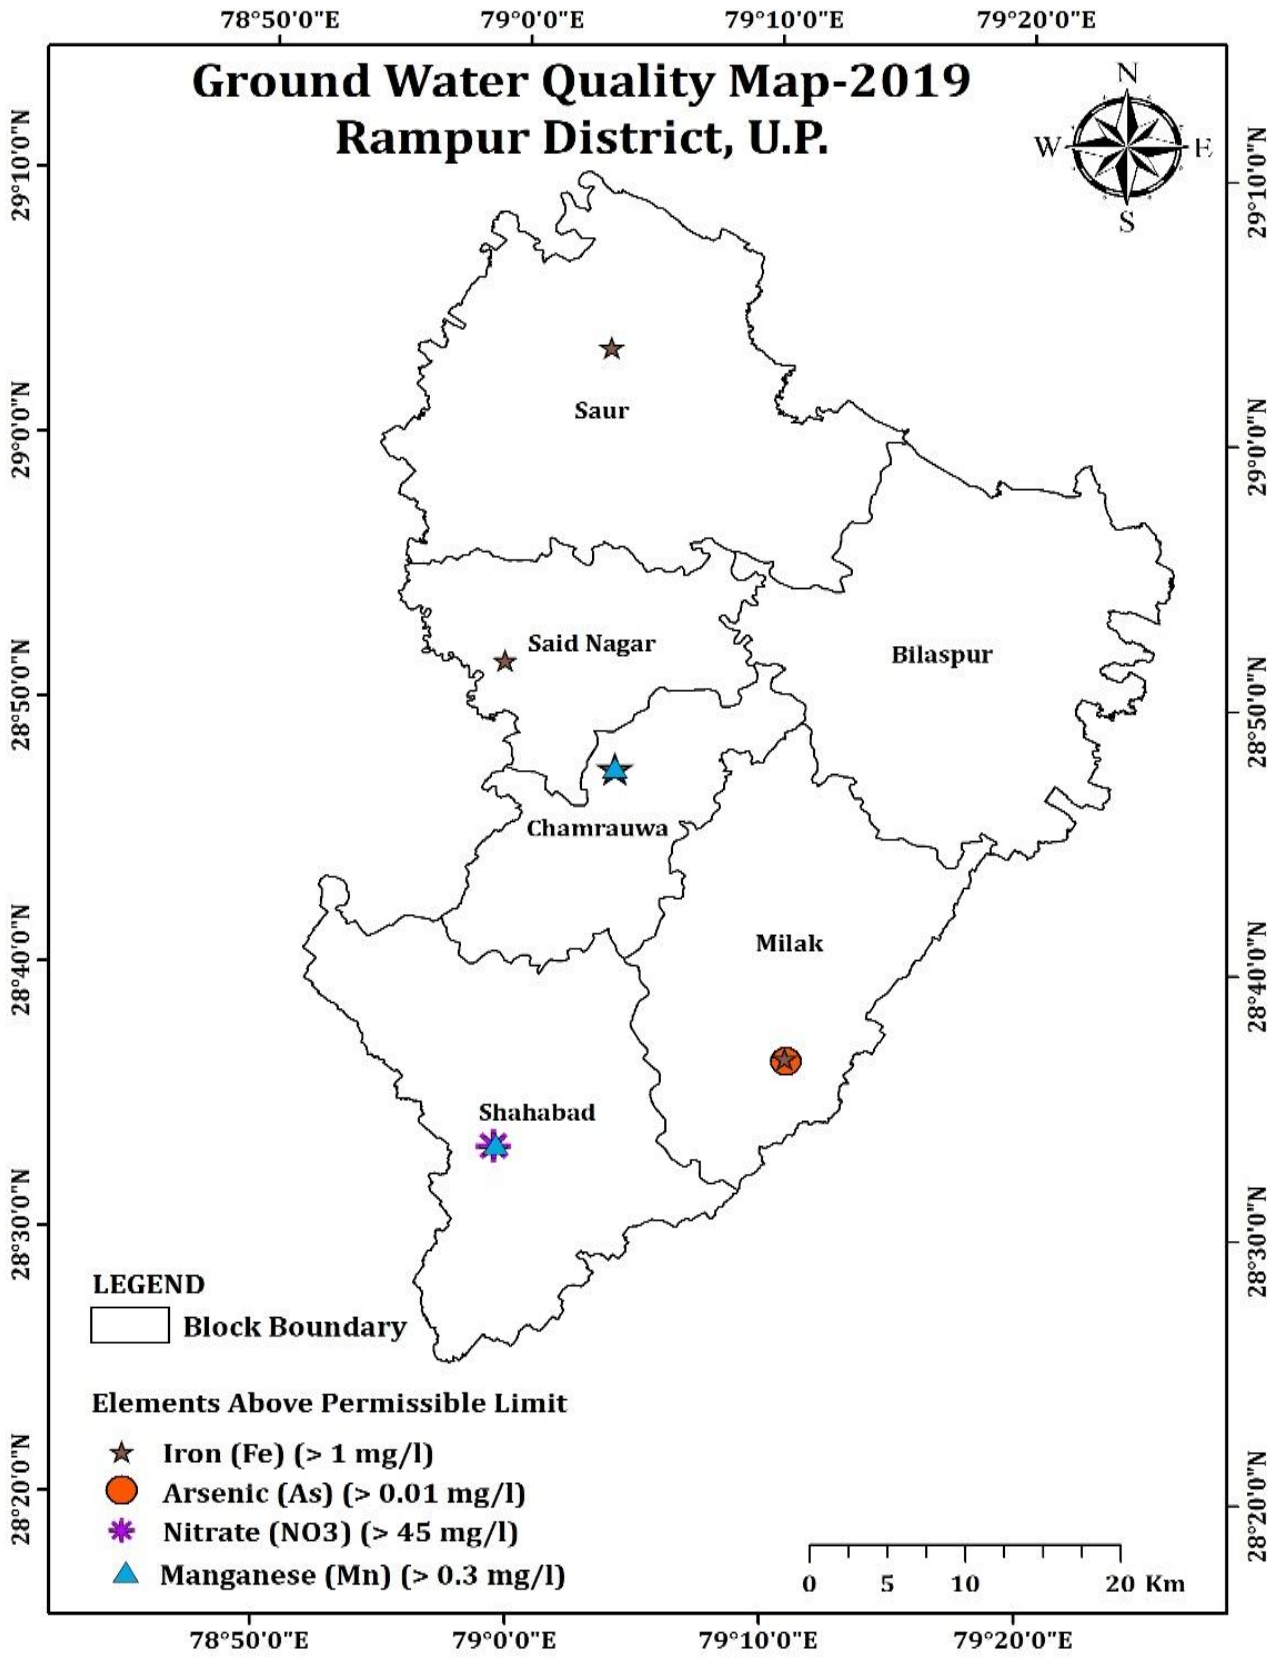 78°50'0"E 79°0'0"E 79°10'0"E 79°20'0"E
Ground Water Quality Map-2019
Rampur District, U.P.
N
W E
S
29°10'0"N 29°10'0"N
Saur
29°0'0"N 29°0'0"N
Said Nagar
Bilaspur
28°50'0"N 28°50'0"N
Chamrauwa
Milak
28°40'0"N 28°40'0"N
Shahabad
28°30'0"N 28°30'0"N
LEGEND
Block Boundary
Elements Above Permissible Limit
Iron (Fe) (> 1 mg/l)
Arsenic (As) (> 0.01 mg/l)
Nitrate (NO3) (> 45 mg/l)
Manganese (Mn) (> 0.3 mg/l)
28°20'0"N 28°20'0"N
0 5 10 20 Km
78°50'0"E 79°0'0"E 79°10'0"E 79°20'0"E